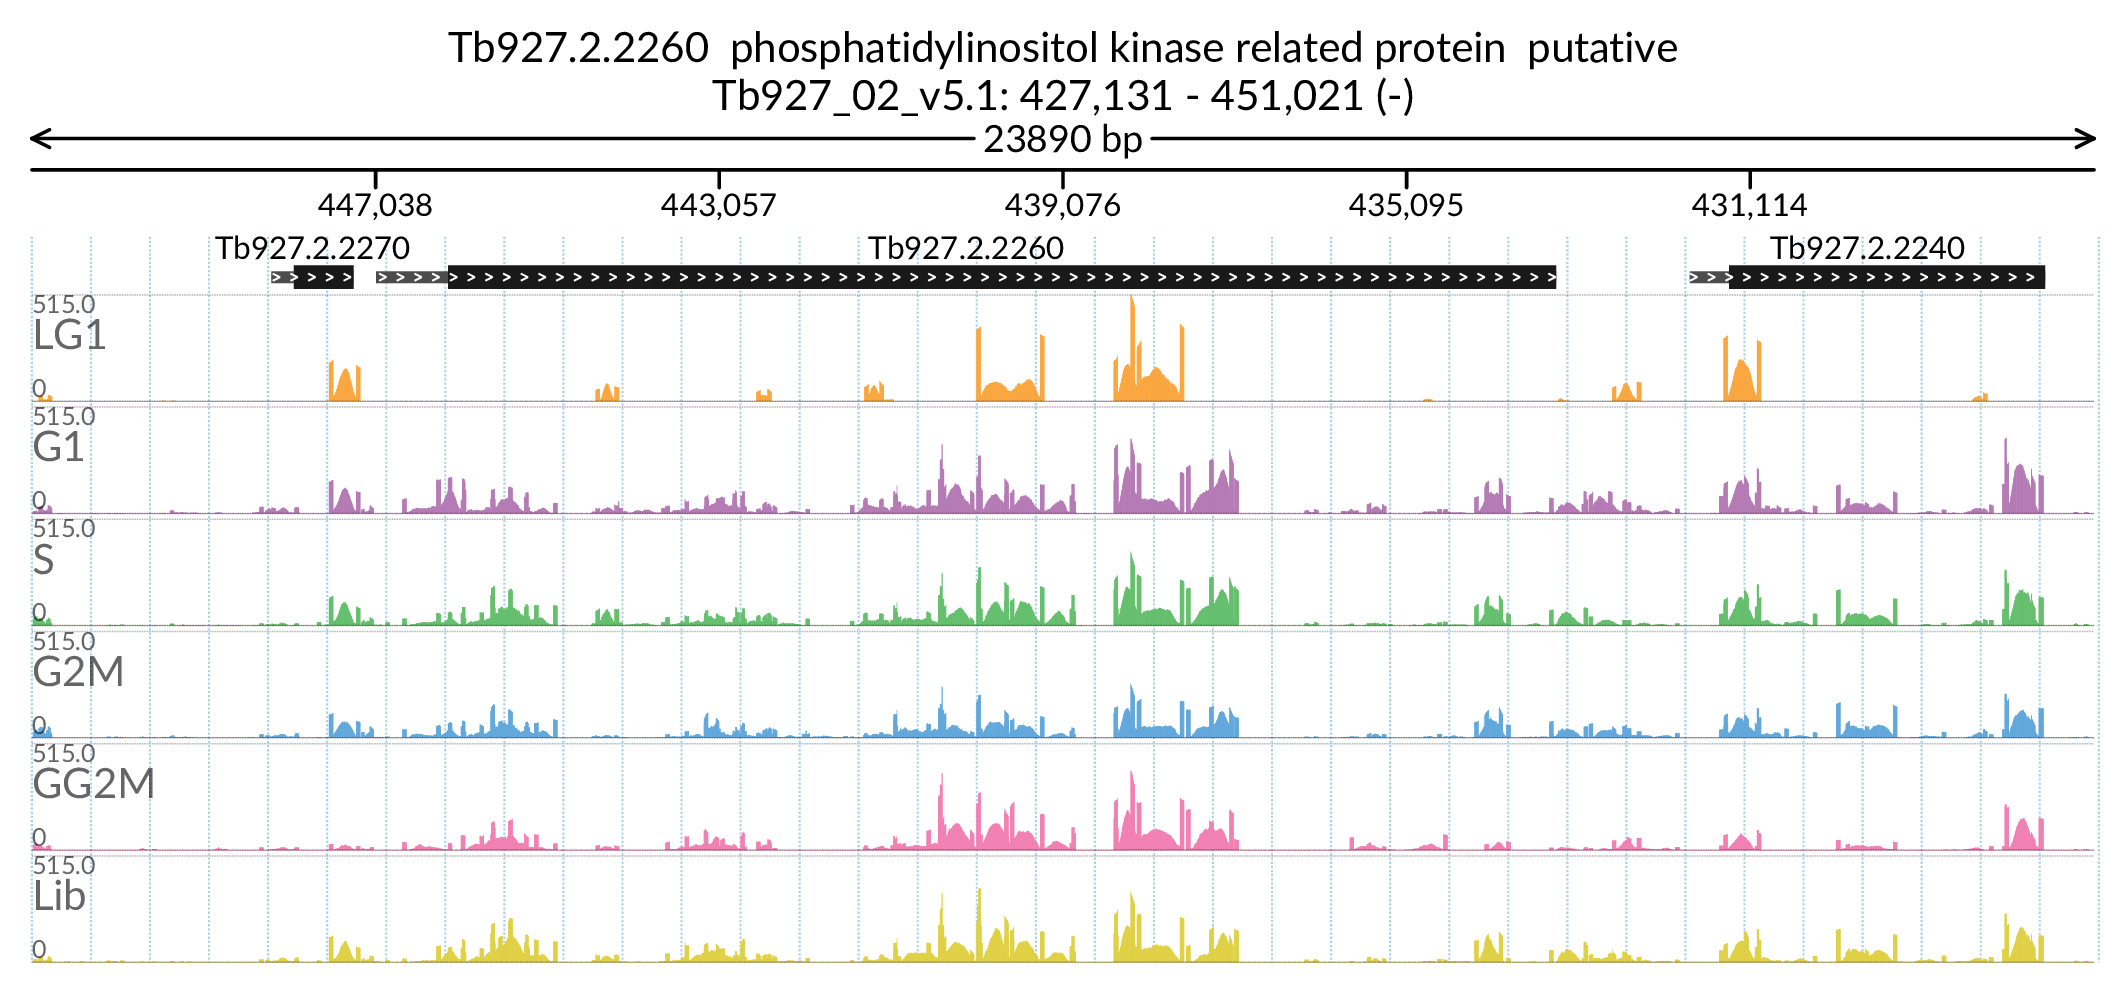 Tb927.2.2260  phosphatidylinositol kinase related protein  putative
Tb927_02_v5.1: 427,131 - 451,021 (-)
23890 bp
447,038 443,057 439,076 435,095 431,114
Tb927.2.2270 Tb927.2.2260 Tb927.2.2240
515.0
LG1
0
515.0
G1
0
515.0
S
0
515.0
G2M
0
515.0
GG2M
0
515.0
Lib
0